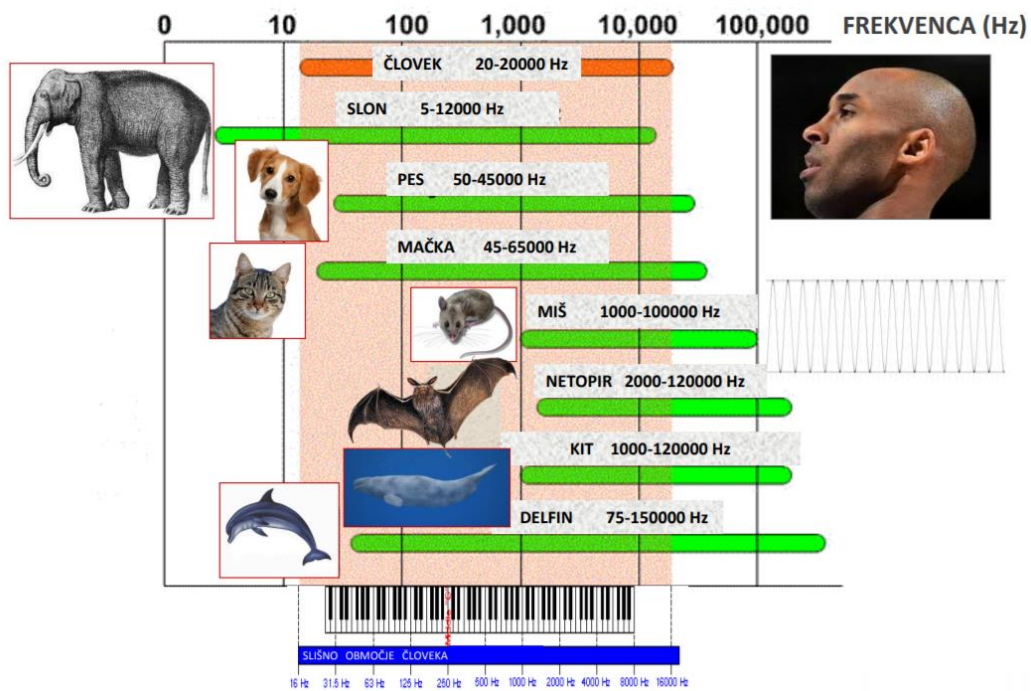 0 10 100 1,000 10,000 100,000 FREKVENCA (Hz)
ČLOVEK 20-20000 Hz
SLON 5-12000 Hz
PES 50-45000 Hz
MAČKA 45-65000 Hz
MIŠ 1000-100000 Hz
NETOPIR 2000-120000 Hz
KIT 1000-120000 Hz
DELFIN 75-150000 Hz
SLIŠNO OBMOČJE ČLOVEKA
16 Hz 31.5 Hz 63 Hz 125 Hz 250 Hz 500 Hz 1000 Hz 2000 Hz 4000 Hz 8000 Hz 16000 Hz